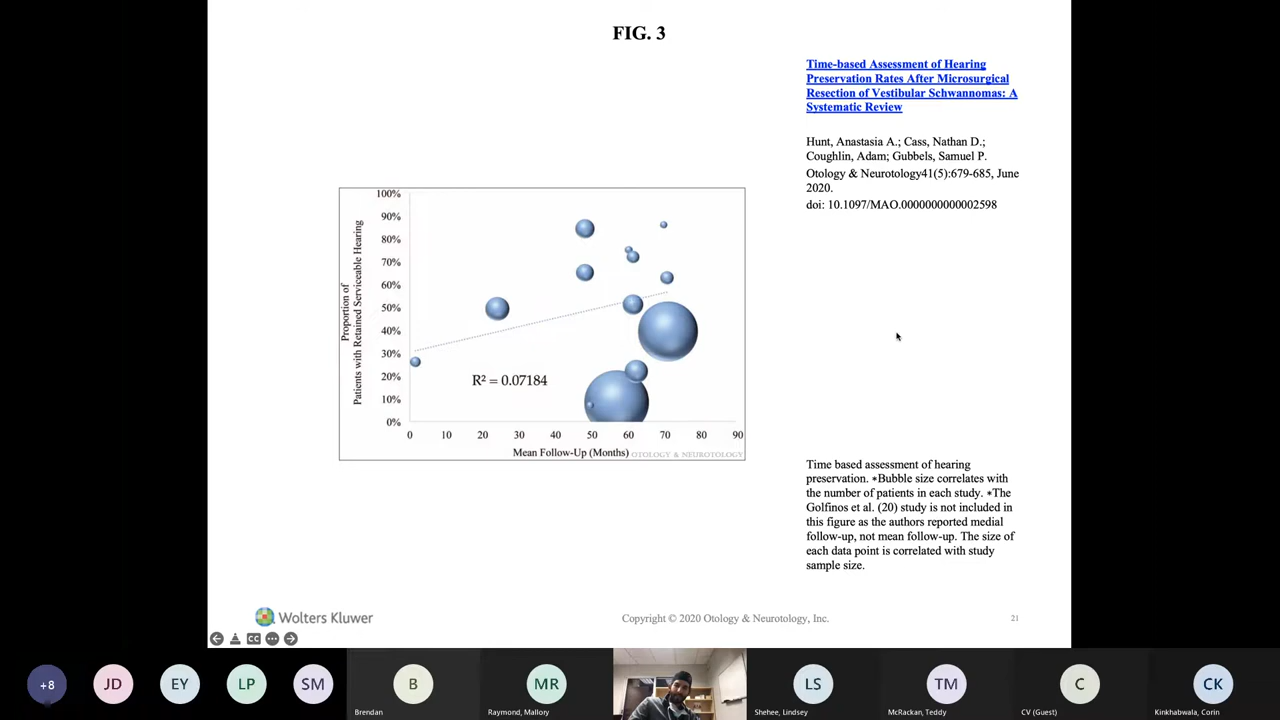 FIG. 3
Time-based Assessment of Hearing
Preservation Rates After Microsurgical
Resection of Vestibular Schwannomas: A
Systematic Review
Hunt, Anastasia A.; Cass, Nathan D.;
Coughlin, Adam; Gubbels, Samuel P.
Otology & Neurotology41(5):679-685, June
2020.
doi: 10.1097/MAO.0000000000002598
Proportion of
Patients with Retained Serviceable Hearing
100%
90%
80%
70%
60%
50%
40%
30%
20%
10%
0%
R² = 0.07184
0 10 20 30 40 50 60 70 80 90
Mean Follow-Up (Months)
OTOLOGY & NEUROTOLOGY
Time based assessment of hearing
preservation. *Bubble size correlates with
the number of patients in each study. *The
Golfinos et al. (20) study is not included in
this figure as the authors reported medial
follow-up, not mean follow-up. The size of
each data point is correlated with study
sample size.
Wolters Kluwer
Copyright © 2020 Otology & Neurotology, Inc.
21
CC
+8
JD
EY
LP
SM
B
Brendan
MR
Raymond, Mallory
LS
Shehee, Lindsey
TM
McRackan, Teddy
C
CV (Guest)
CK
Kinkhabwala, Corin